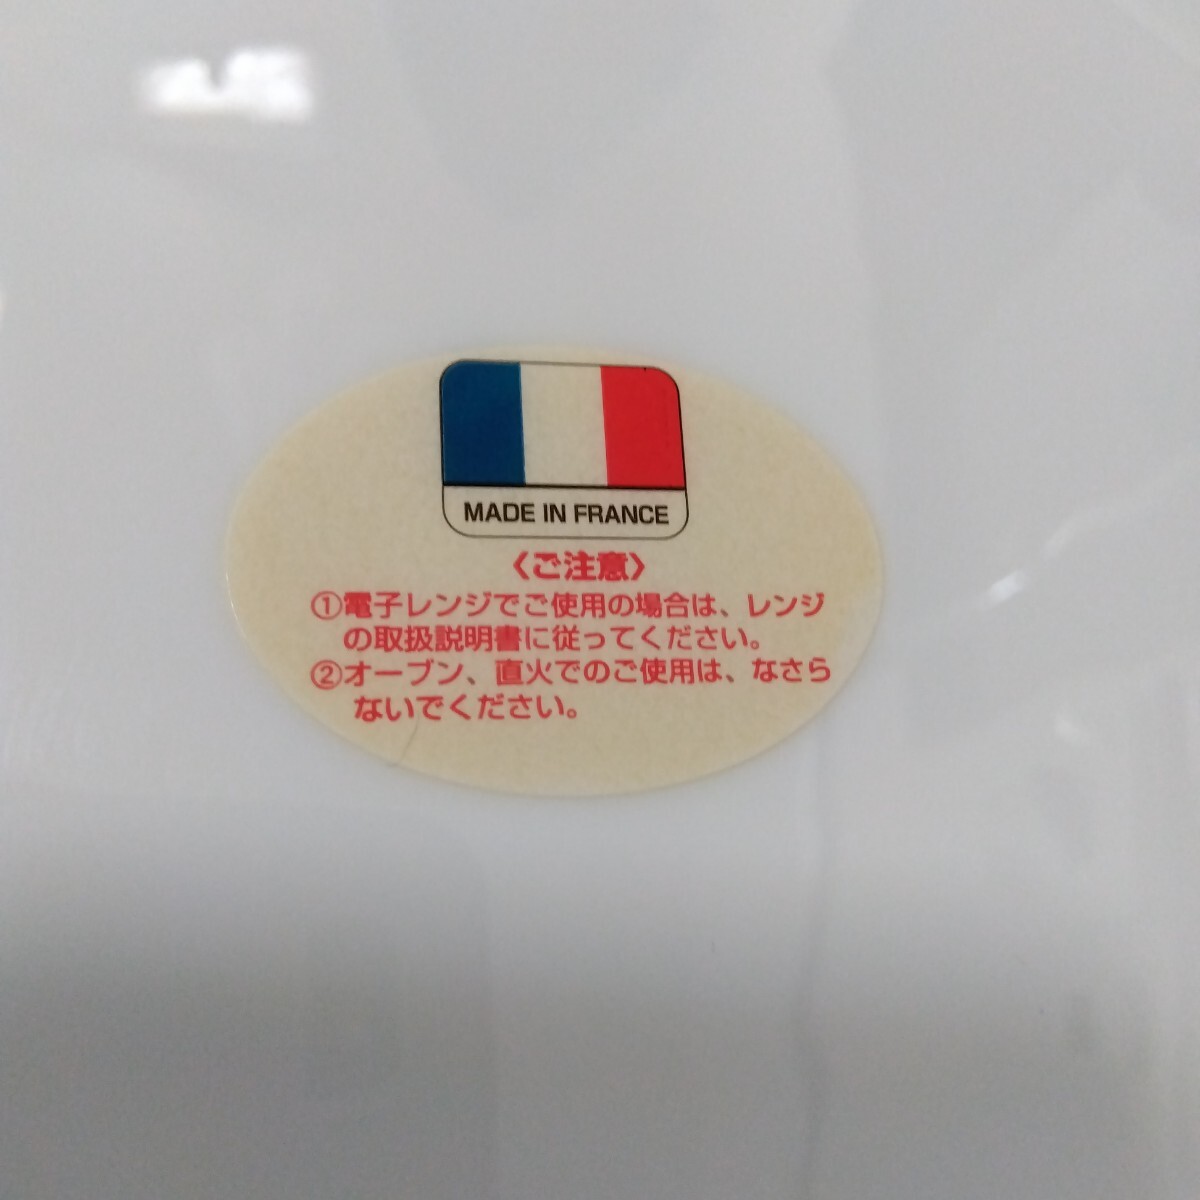 MADE IN FRANCE
〈ご注意〉
①電子レンジでご使用の場合は、レンジ
の取扱説明書に従ってください。
②オーブン、直火でのご使用は、なさら
ないでください。